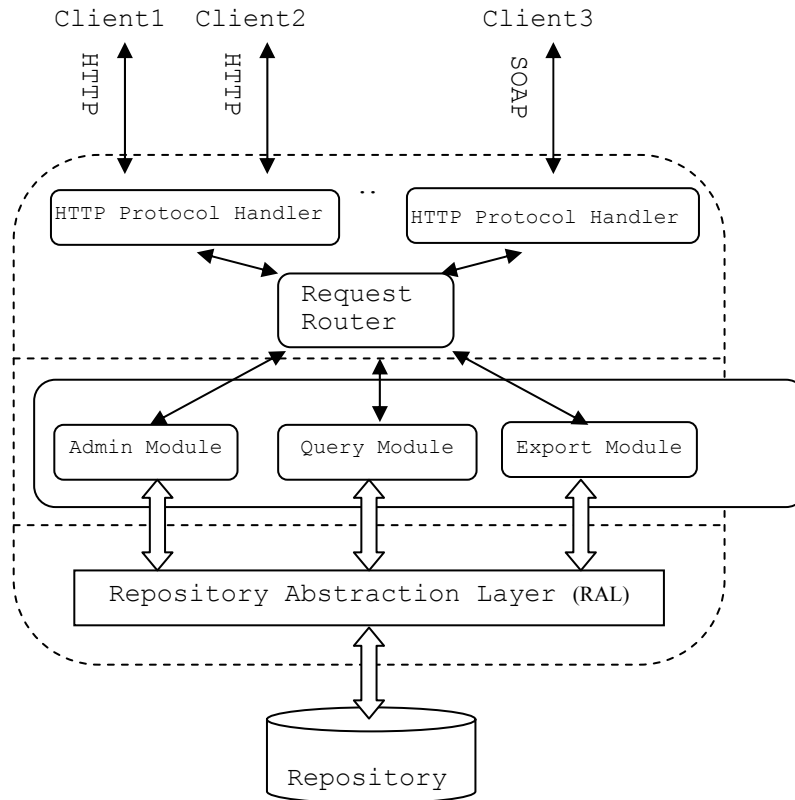 Client1 Client2 Client3
HTTP HTTP SOAP
..
HTTP Protocol Handler HTTP Protocol Handler
Request
Router
Admin Module Query Module Export Module
Repository Abstraction Layer (RAL)
Repository